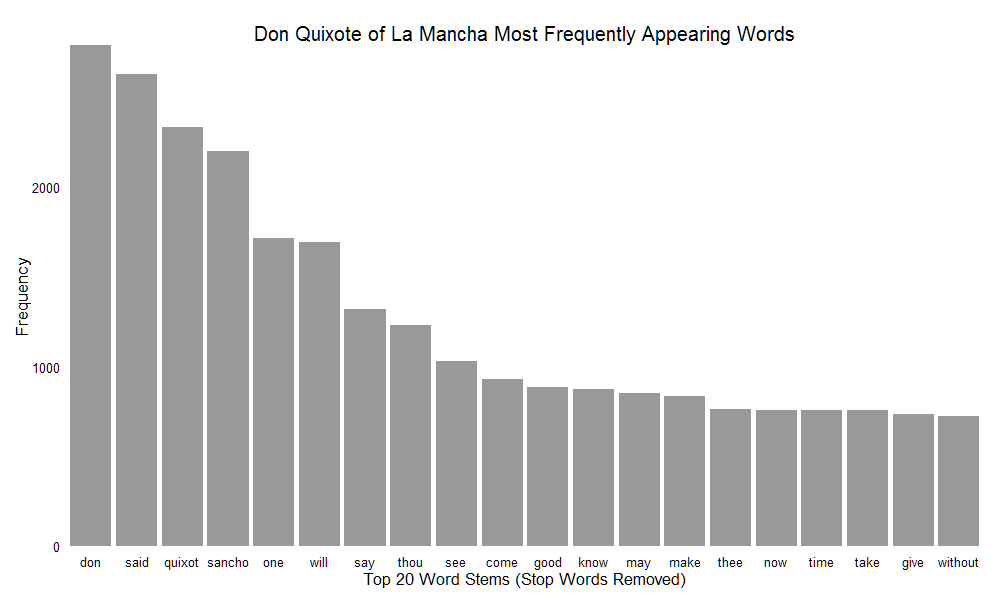 Don Quixote of La Mancha Most Frequently Appearing Words
2000
1000
0
Frequency
don said quixot sancho one will say thou see come good know may make thee now time take give without
Top 20 Word Stems (Stop Words Removed)